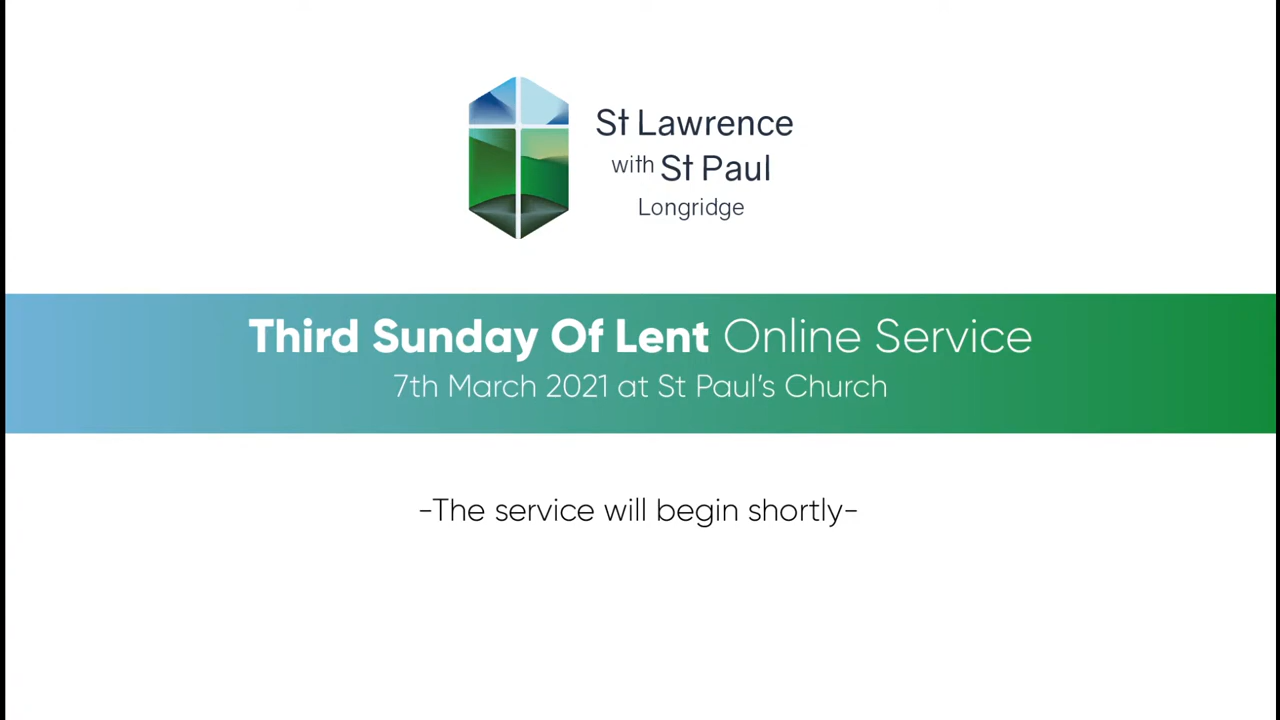 St Lawrence
with St Paul
Longridge
Third Sunday Of Lent Online Service
7th March 2021 at St Paul's Church
-The service will begin shortly-